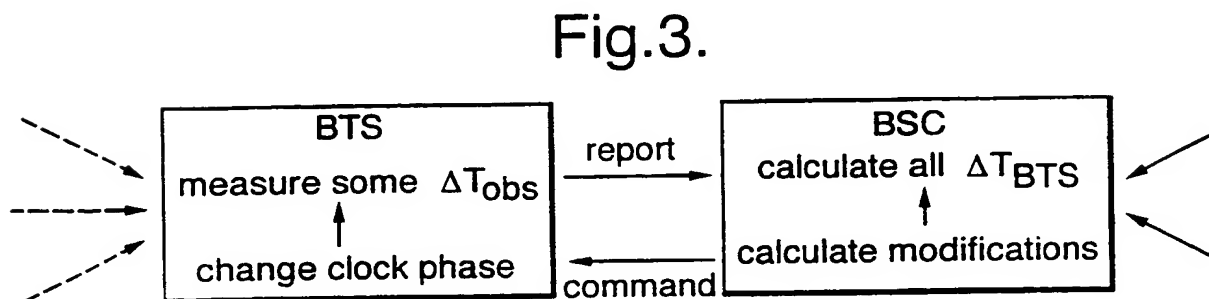 Fig.3.
BTS
measure some ΔTobs
change clock phase
report
command
BSC
calculate all ΔTBTS
calculate modifications